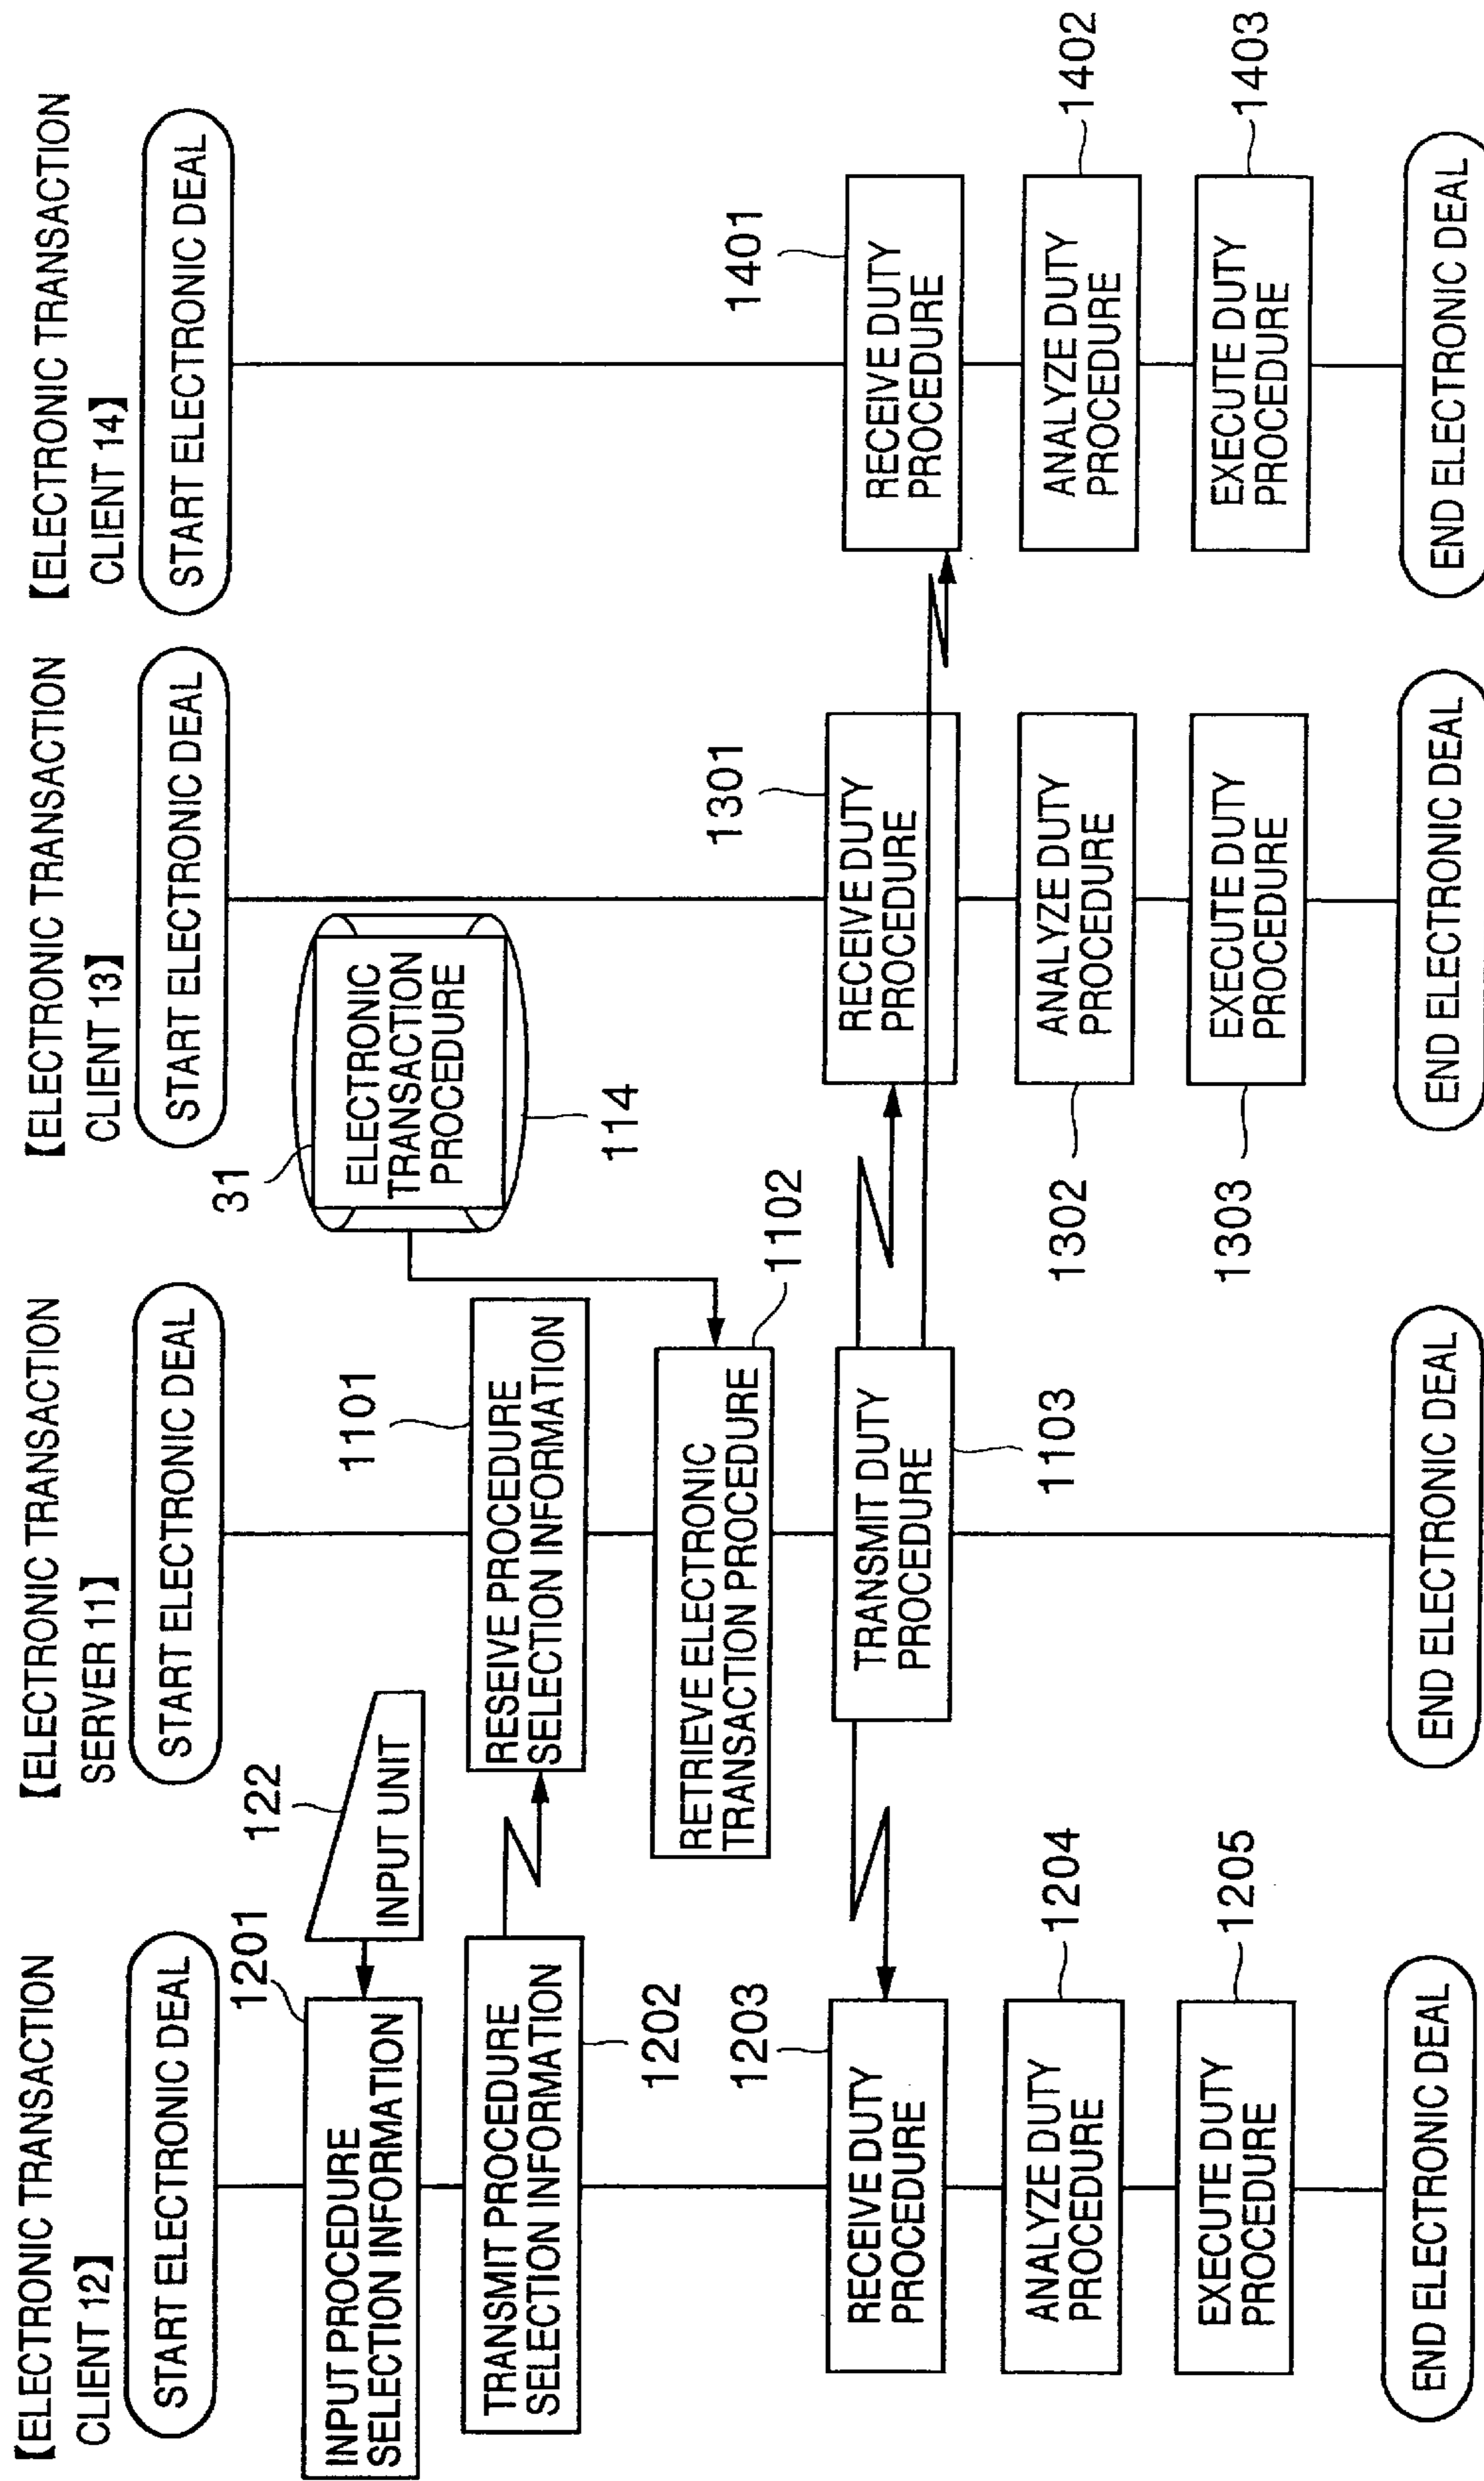 【ELECTRONIC TRANSACTION
CLIENT 12】
START ELECTRONIC DEAL
1201
INPUT PROCEDURE
SELECTION INFORMATION
122
INPUT UNIT
TRANSMIT PROCEDURE
SELECTION INFORMATION
1202
1203
RECEIVE DUTY
PROCEDURE
ANALYZE DUTY
PROCEDURE
1204
EXECUTE DUTY
PROCEDURE
1205
END ELECTRONIC DEAL
【ELECTRONIC TRANSACTION
SERVER 11】
START ELECTRONIC DEAL
1101
RESEIVE PROCEDURE
SELECTION INFORMATION
31
ELECTRONIC
TRANSACTION
PROCEDURE
114
1102
RETRIEVE ELECTRONIC
TRANSACTION PROCEDURE
TRANSMIT DUTY
PROCEDURE
1103
END ELECTRONIC DEAL
【ELECTRONIC TRANSACTION
CLIENT 13】
START ELECTRONIC DEAL
1301
RECEIVE DUTY
PROCEDURE
ANALYZE DUTY
PROCEDURE
1302
EXECUTE DUTY
PROCEDURE
1303
END ELECTRONIC DEAL
【ELECTRONIC TRANSACTION
CLIENT 14】
START ELECTRONIC DEAL
1401
RECEIVE DUTY
PROCEDURE
ANALYZE DUTY
PROCEDURE
1402
EXECUTE DUTY
PROCEDURE
1403
END ELECTRONIC DEAL